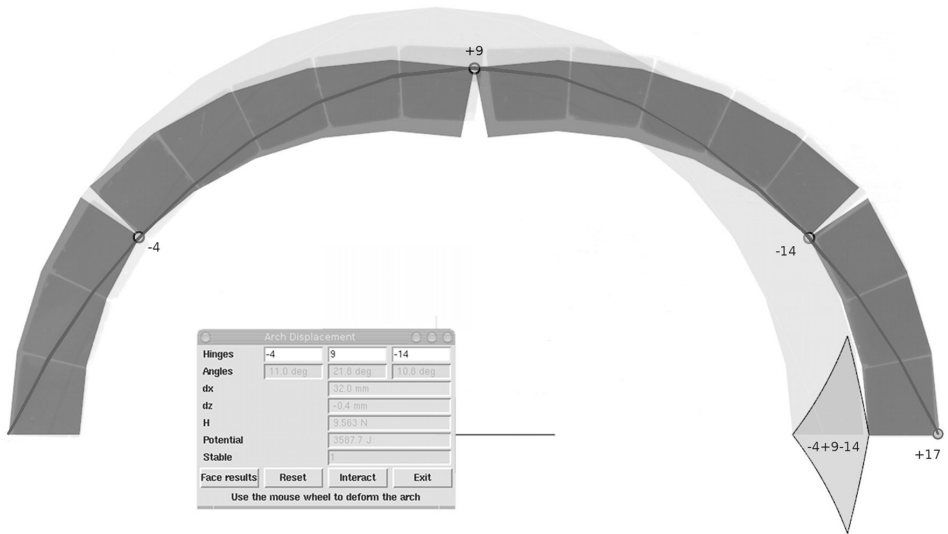 +9
-4
-14
Arch Displacement
Hinges -4 9 -14
Angles 11.0 deg 21.8 deg 10.8 deg
dx 32.0 mm
dz -0.4 mm
H 9.563 N
Potential 3587.7 J
Stable 1
Face results Reset Interact Exit
Use the mouse wheel to deform the arch
-4+9-14
+17